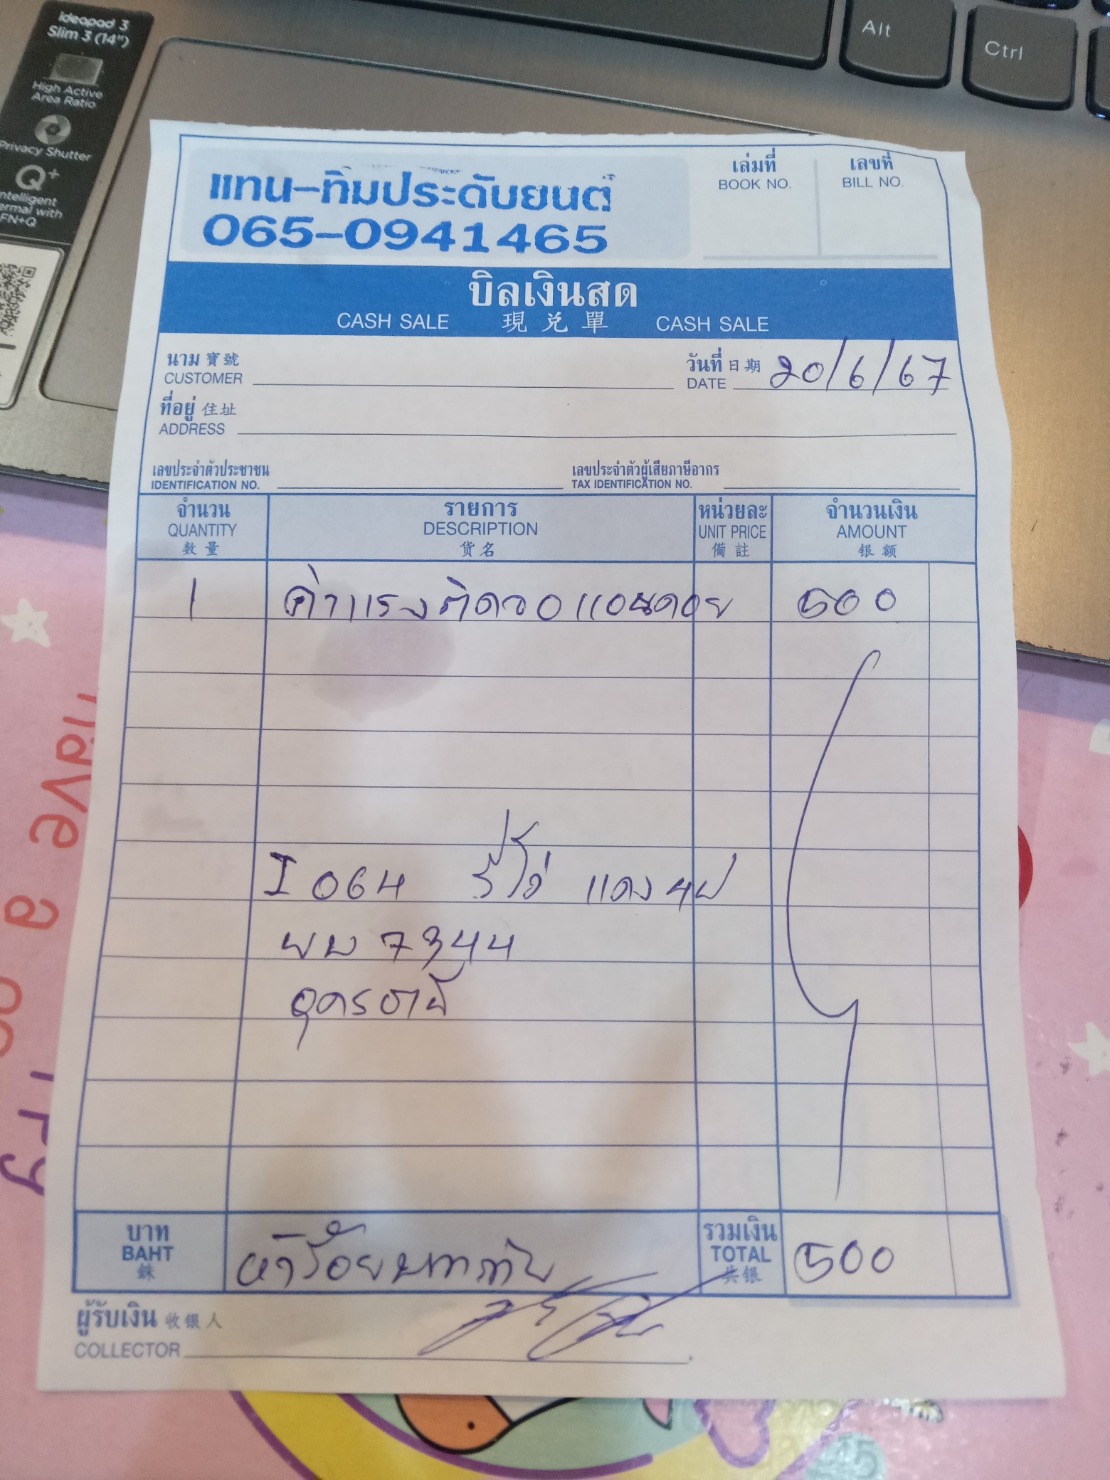 ideapad 3
Slim 3 (14")
High Active
Area Ratio
Privacy Shutter
Q+
Alt
Ctrl
แทน-ทิมประดับยนต์
065-0941465
เล่มที่
BOOK NO.
เลขที่
BILL NO.
บิลเงินสด
CASH SALE 現兌單 CASH SALE
นาม 寶號
CUSTOMER
วันที่ 日期
DATE
20/6/67
ที่อยู่ 住址
ADDRESS
เลขประจำตัวประชาชน
IDENTIFICATION NO.
เลขประจำตัวผู้เสียภาษีอากร
TAX IDENTIFICATION NO.
จำนวน
QUANTITY
數量
รายการ
DESCRIPTION
货名
หน่วยละ
UNIT PRICE
備註
จำนวนเงิน
AMOUNT
银额
1 ค่าแรงติดจอแอนดอย 500
I 064 รีโว่ แดง 4ป
ผบ 7344
อุดรธานี
บาท
BAHT
銖
ห้าร้อยบาทถ้วน
รวมเงิน
TOTAL
共银
500
ผู้รับเงิน 收银人
COLLECTOR
have a